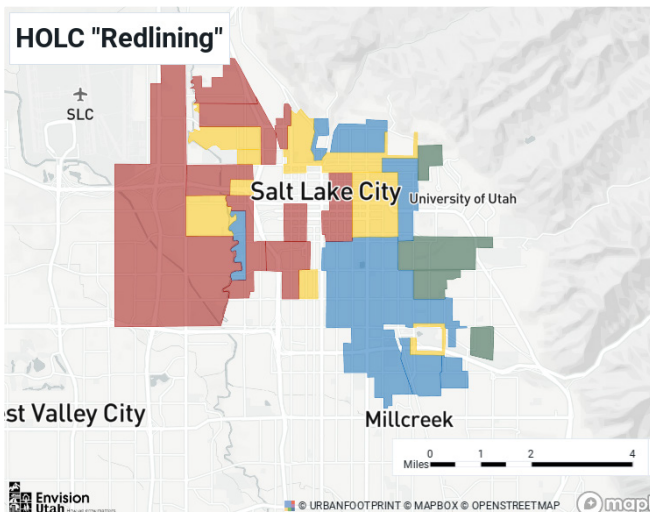 HOLC "Redlining"
SLC
Salt Lake City
University of Utah
st Valley City
Millcreek
0 1 2 4
Miles
Envision
Utah
© URBANFOOTPRINT © MAPBOX © OPENSTREETMAP
mapb